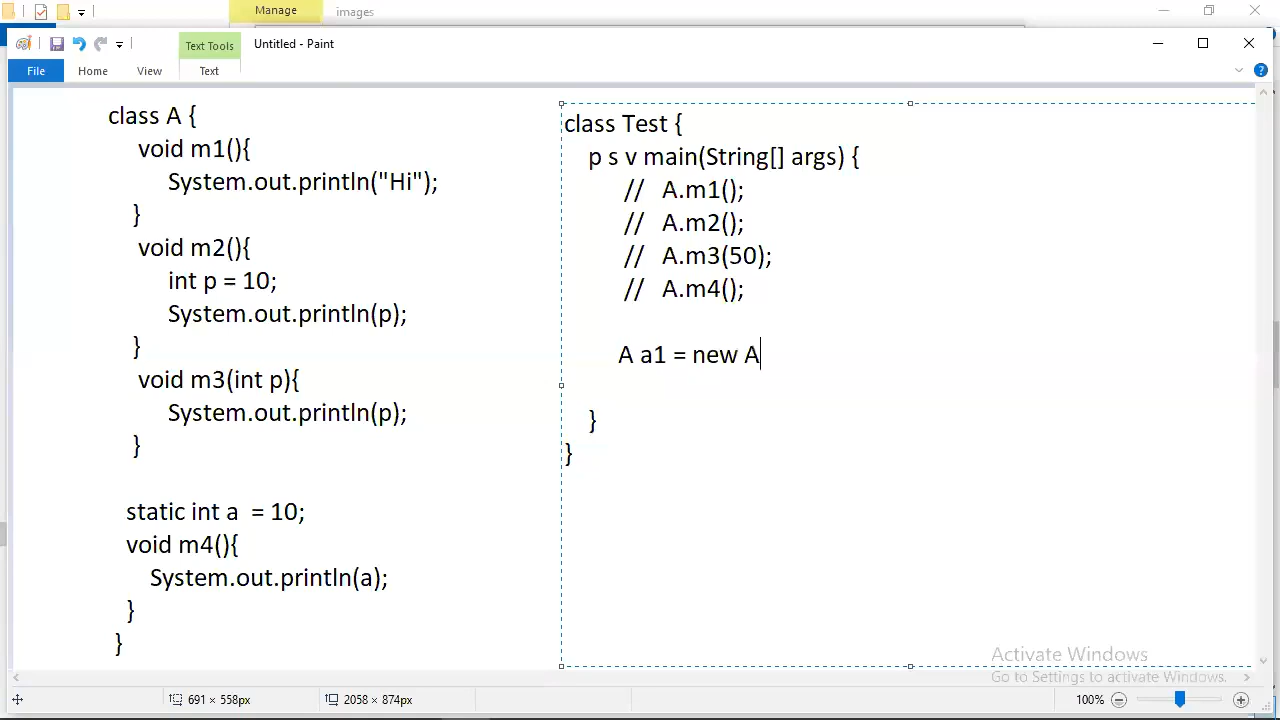 Manage
images
Text Tools
Untitled - Paint
File
Home
View
Text
class A {
void m1(){
System.out.println("Hi");
}
void m2(){
int p = 10;
System.out.println(p);
}
void m3(int p){
System.out.println(p);
}
static int a  = 10;
void m4(){
System.out.println(a);
}
}
class Test {
p s v main(String[] args) {
//   A.m1();
//   A.m2();
//   A.m3(50);
//   A.m4();
A a1 = new A
}
}
Activate Windows
Go to Settings to activate Windows.
691 × 558px
2058 × 874px
100%